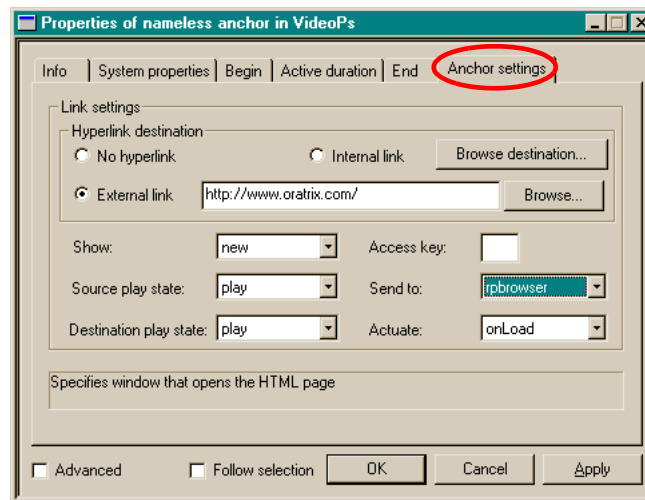 Properties of nameless anchor in VideoPs
Info System properties Begin Active duration End Anchor settings
Link settings
Hyperlink destination
No hyperlink Internal link Browse destination...
External link http://www.oratrix.com/ Browse...
Show: new Access key:
Source play state: play Send to: rpbrowser
Destination play state: play Actuate: onLoad
Specifies window that opens the HTML page
Advanced Follow selection OK Cancel Apply